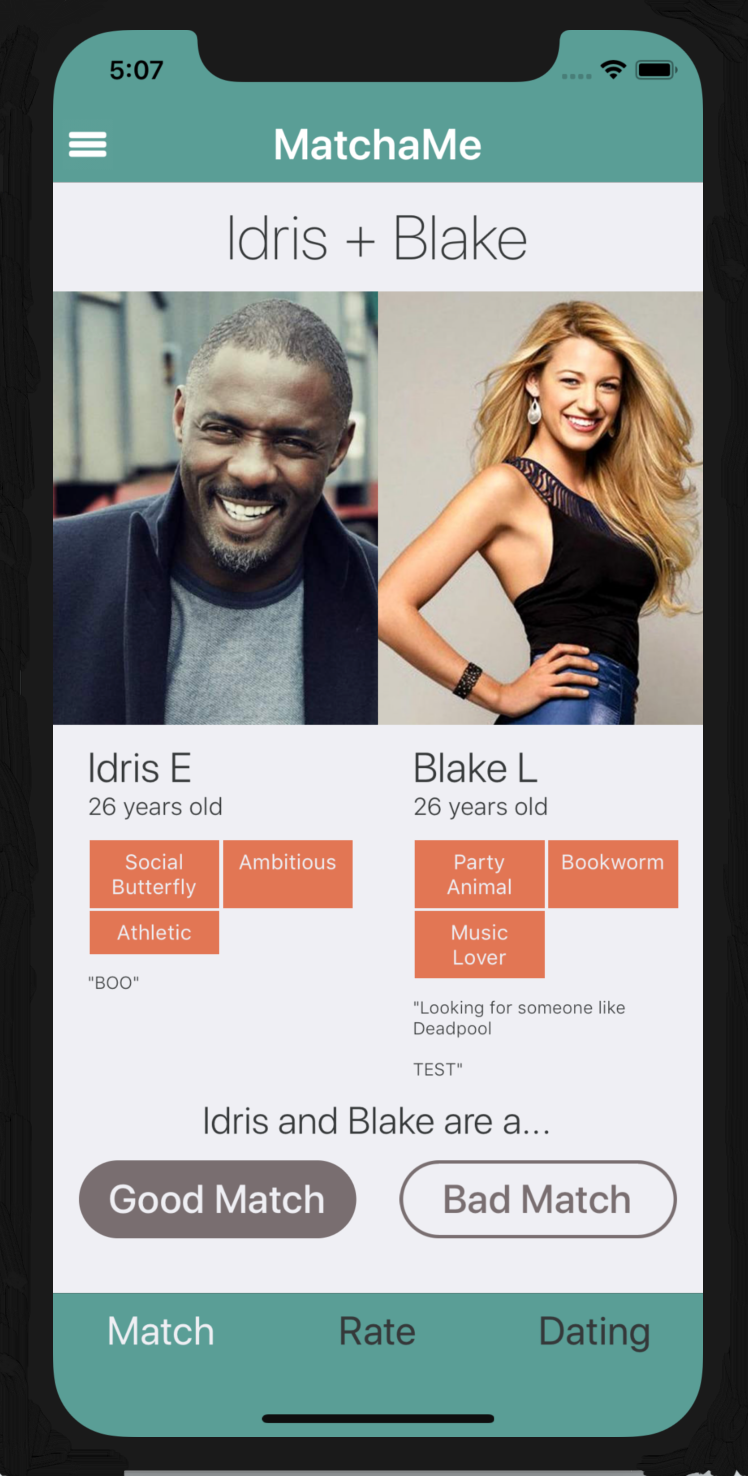 5:07
MatchaMe
Idris + Blake
Idris E
26 years old
Social
Butterfly
Ambitious
Athletic
"BOO"
Blake L
26 years old
Party
Animal
Bookworm
Music
Lover
"Looking for someone like
Deadpool
TEST"
Idris and Blake are a...
Good Match
Bad Match
Match
Rate
Dating